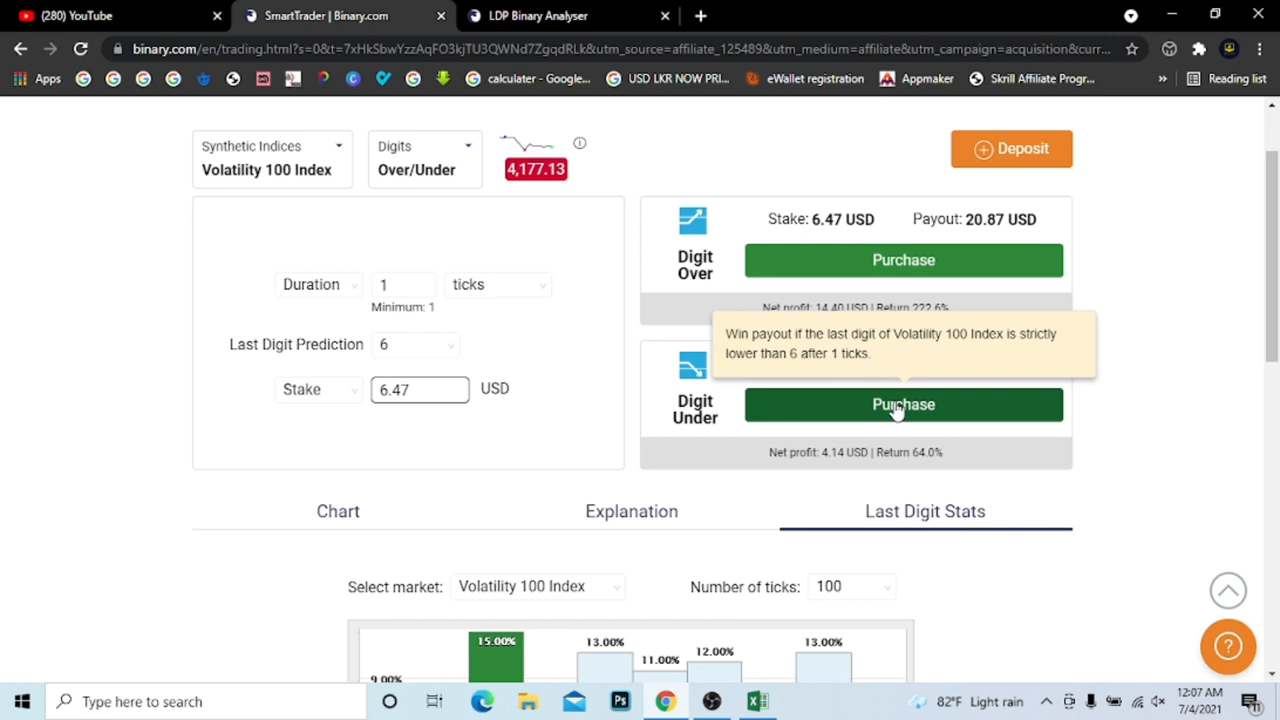 (280) YouTube
SmartTrader | Binary.com
LDP Binary Analyser
binary.com/en/trading.html?s=0&t=7xHkSbwYzzAqFO3kjTU3QWNd7ZgqdRLk&utm_source=affiliate_125489&utm_medium=affiliate&utm_campaign=acquisition&curr...
Apps
calculater - Google...
USD LKR NOW PRI...
eWallet registration
Appmaker
Skrill Affiliate Progr...
»
Reading list
Synthetic Indices
Volatility 100 Index
Digits
Over/Under
4,177.13
Deposit
Duration 1 ticks
Minimum: 1
Last Digit Prediction 6
Stake 6.47 USD
Stake: 6.47 USD Payout: 20.87 USD
Digit
Over
Purchase
Net profit: 14.40 USD | Return 222.6%
Win payout if the last digit of Volatility 100 Index is strictly
lower than 6 after 1 ticks.
Digit
Under
Purchase
Net profit: 4.14 USD | Return 64.0%
Chart Explanation Last Digit Stats
Select market: Volatility 100 Index Number of ticks: 100
9.00%
15.00%
13.00%
11.00%
12.00%
13.00%
Type here to search
Ps
82°F Light rain
12:07 AM
7/4/2021